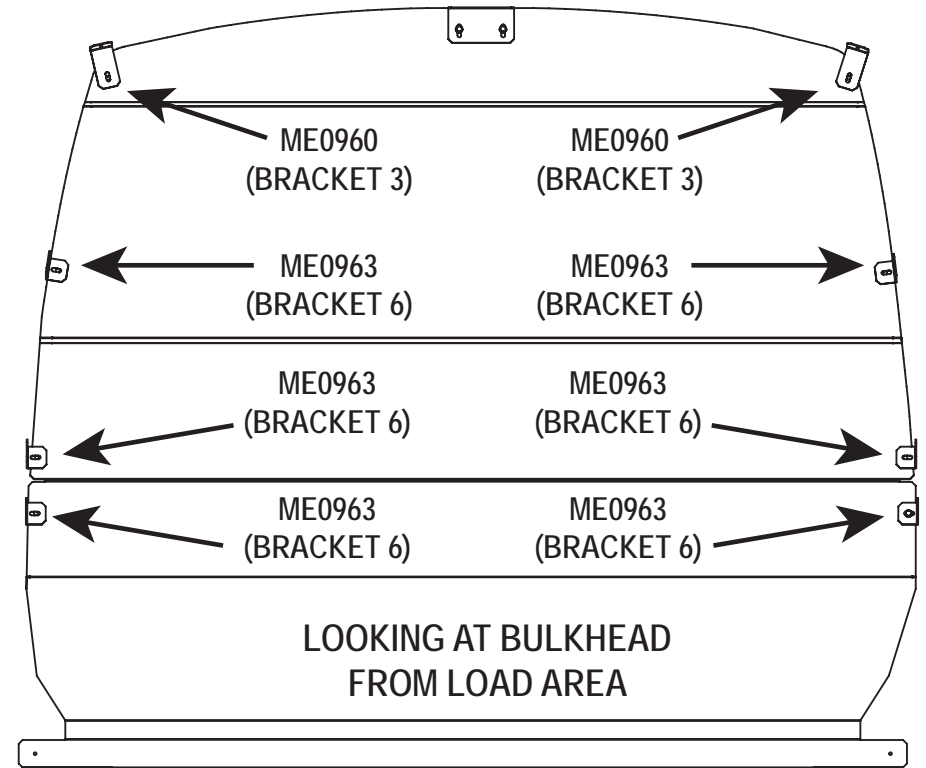 ME0960
(BRACKET 3)
ME0960
(BRACKET 3)
ME0963
(BRACKET 6)
ME0963
(BRACKET 6)
ME0963
(BRACKET 6)
ME0963
(BRACKET 6)
ME0963
(BRACKET 6)
ME0963
(BRACKET 6)
LOOKING AT BULKHEAD
FROM LOAD AREA